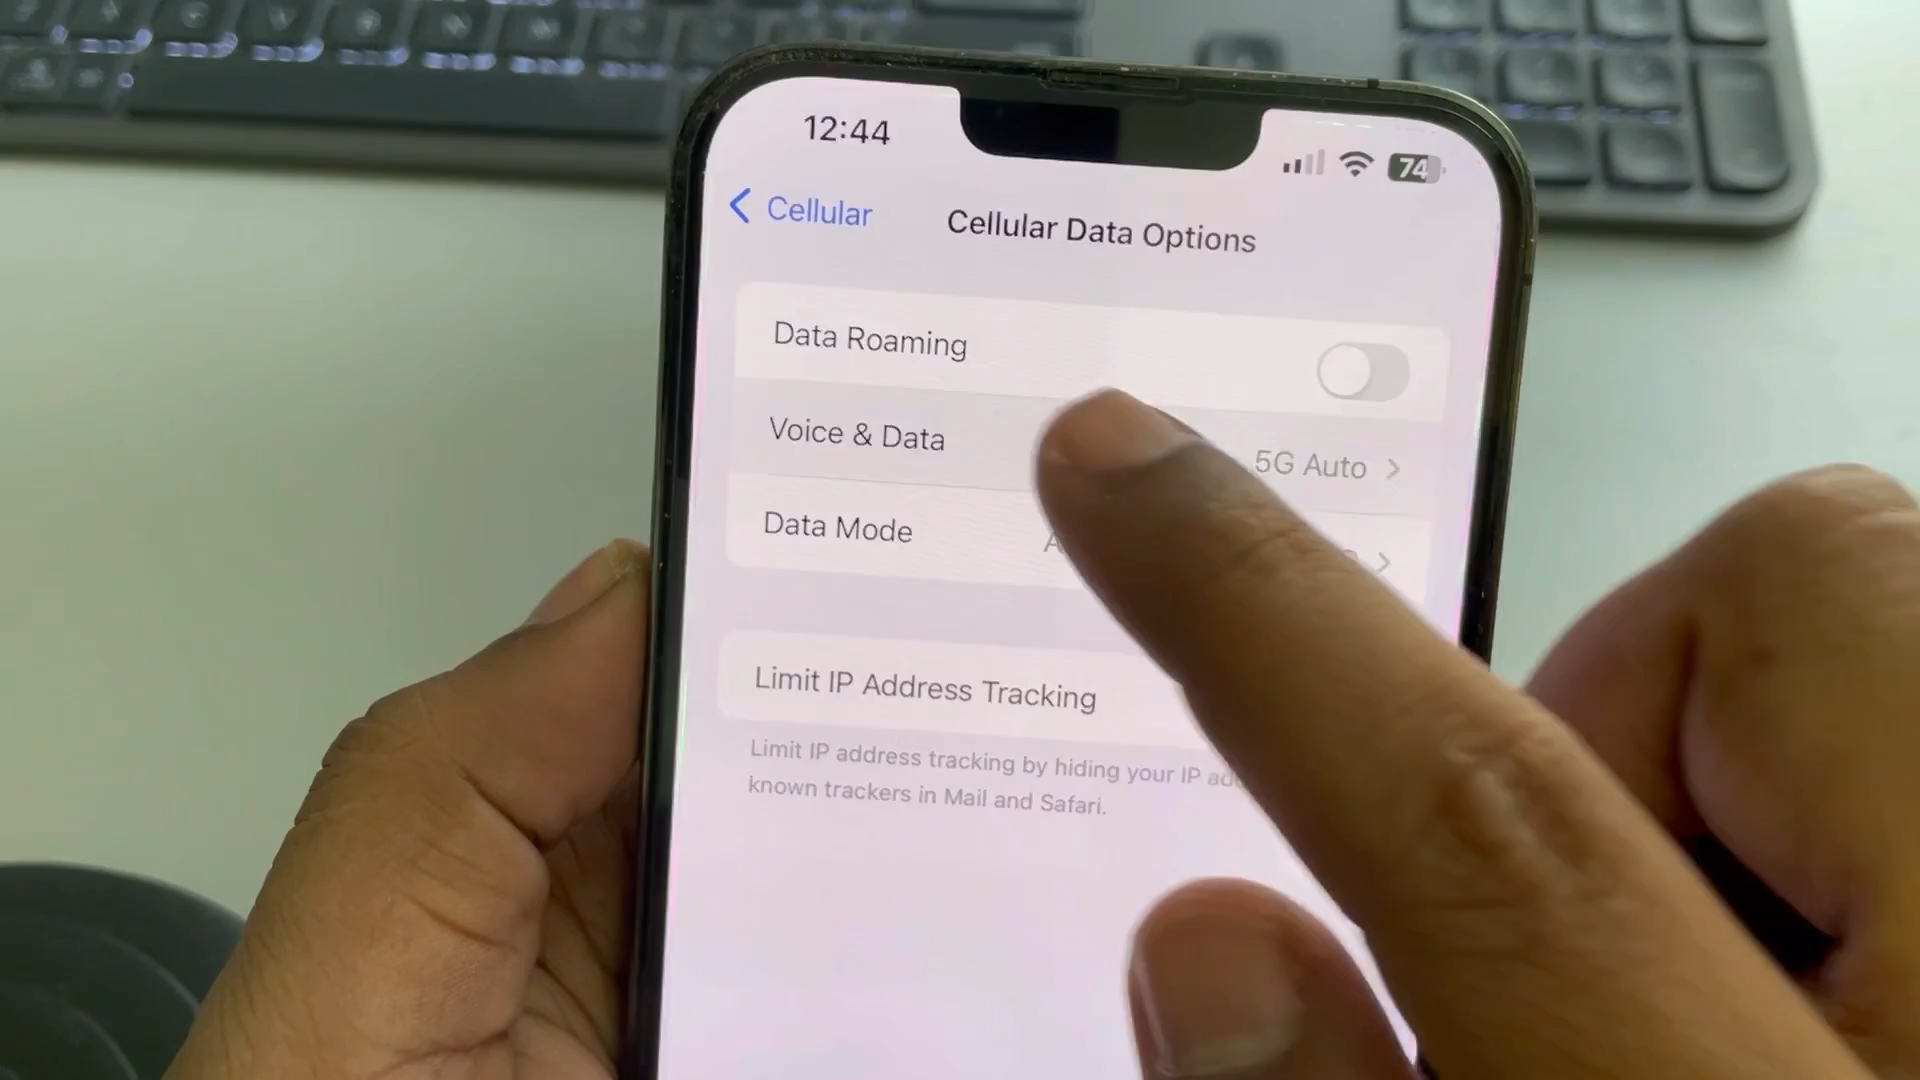 12:44
74
Cellular
Cellular Data Options
Data Roaming
Voice & Data
5G Auto
Data Mode
Limit IP Address Tracking
Limit IP address tracking by hiding your IP
known trackers in Mail and Safari.